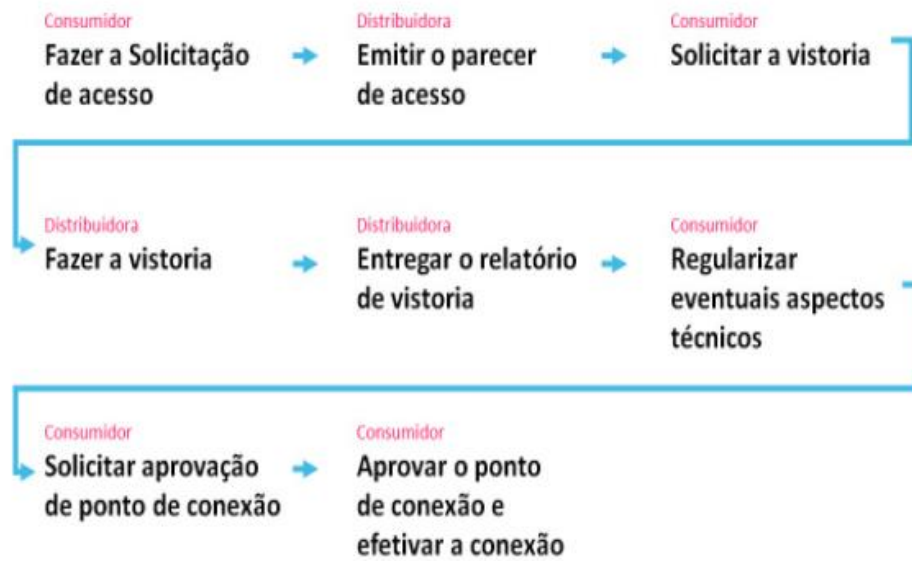 Consumidor
Fazer a Solicitação
de acesso
Distribuidora
Emitir o parecer
de acesso
Consumidor
Solicitar a vistoria
Distribuidora
Fazer a vistoria
Distribuidora
Entregar o relatório
de vistoria
Consumidor
Regularizar
eventuais aspectos
técnicos
Consumidor
Solicitar aprovação
de ponto de conexão
Consumidor
Aprovar o ponto
de conexão e
efetivar a conexão